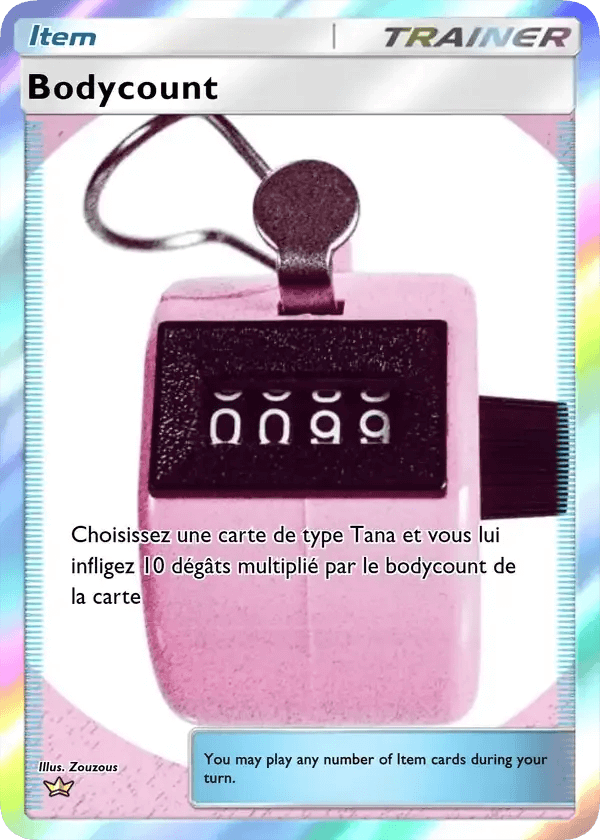 Item
TRAINER
Bodycount
0099
Choisissez une carte de type Tana et vous lui
infligez 10 dégâts multiplié par le bodycount de
la carte
Illus. Zouzous
You may play any number of Item cards during your
turn.